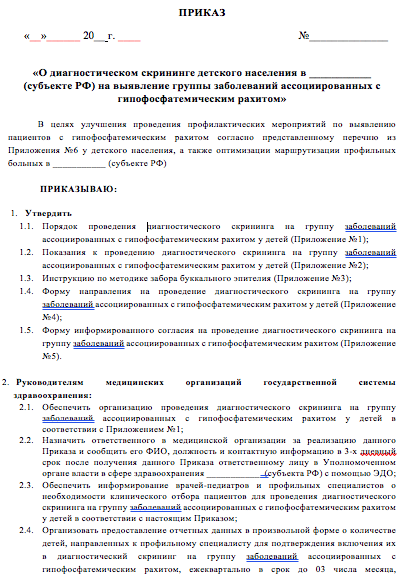 ПРИКАЗ
«__»______ 20__г. ____ №______________
«О диагностическом скрининге детского населения в ___________
(субъекте РФ) на выявление группы заболеваний ассоциированных с
гипофосфатемическим рахитом»
В целях улучшения проведения профилактических мероприятий по выявлению
пациентов с гипофосфатемическим рахитом согласно представленному перечню из
Приложения №6 у детского населения, а также оптимизации маршрутизации профильных
больных в ___________ (субъекте РФ)
ПРИКАЗЫВАЮ:
1. Утвердить
1.1. Порядок проведения диагностического скрининга на группу заболеваний
ассоциированных с гипофосфатемическим рахитом у детей (Приложение №1);
1.2. Показания к проведению диагностического скрининга на группу заболеваний
ассоциированных с гипофосфатемическим рахитом у детей (Приложение №2);
1.3. Инструкцию по методике забора буккального эпителия (Приложение №3);
1.4. Форму направления на проведение диагностического скрининга на группу
заболеваний ассоциированных с гипофосфатемическим рахитом у детей (Приложение
№4);
1.5. Форму информированного согласия на проведение диагностического скрининга на
группу заболеваний ассоциированных с гипофосфатемическим рахитом (Приложение
№5).
2. Руководителям медицинских организаций государственной системы
здравоохранения:
2.1. Обеспечить организацию проведения диагностического скрининга на группу
заболеваний ассоциированных с гипофосфатемическим рахитом у детей в
соответствии с Приложением №1;
2.2. Назначить ответственного в медицинской организации за реализацию данного
Приказа и сообщить его ФИО, должность и контактную информацию в 3-х дневный
срок после получения данного Приказа ответственному лицу в Уполномоченном
органе власти в сфере здравоохранения ____________(субъекта РФ) с помощью ЭДО;
2.3. Обеспечить информирование врачей-педиатров и профильных специалистов о
необходимости клинического отбора пациентов для проведения диагностического
скрининга на группу заболеваний ассоциированных с гипофосфатемическим рахитом
у детей в соответствии с настоящим Приказом;
2.4. Организовать предоставление отчетных данных в произвольной форме о количестве
детей, направленных к профильному специалисту для подтверждения включения их
в диагностический скрининг на группу заболеваний ассоциированных с
гипофосфатемическим рахитом, ежеквартально в срок до 03 числа месяца,